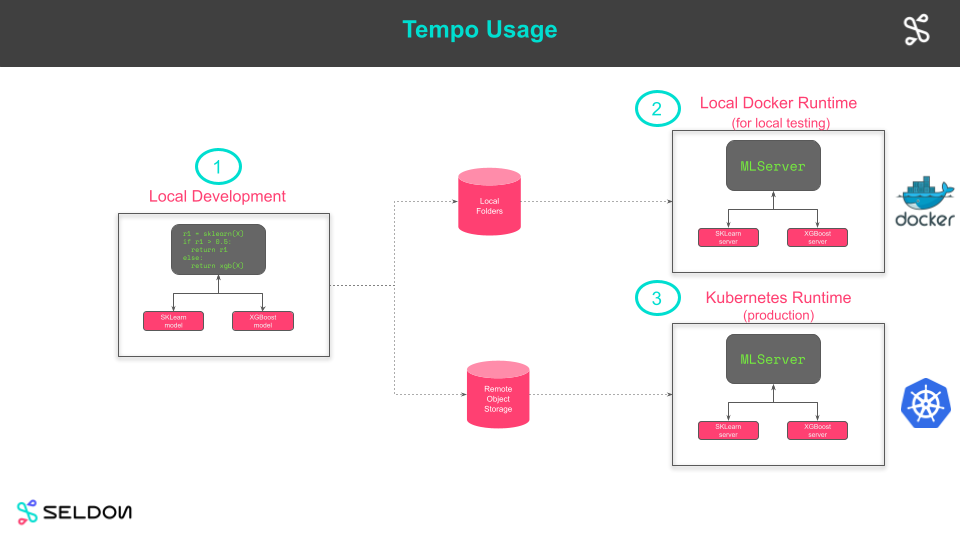 Tempo Usage
1
Local Development
r1 = sklearn(X)
if r1 > 0.5:
return r1
else:
return xgb(X)
SKLearn
model
XGBoost
model
Local
Folders
Remote
Object
Storage
2
Local Docker Runtime
(for local testing)
MLServer
SKLearn
server
XGBoost
server
docker
3
Kubernetes Runtime
(production)
MLServer
SKLearn
server
XGBoost
server
SELDON